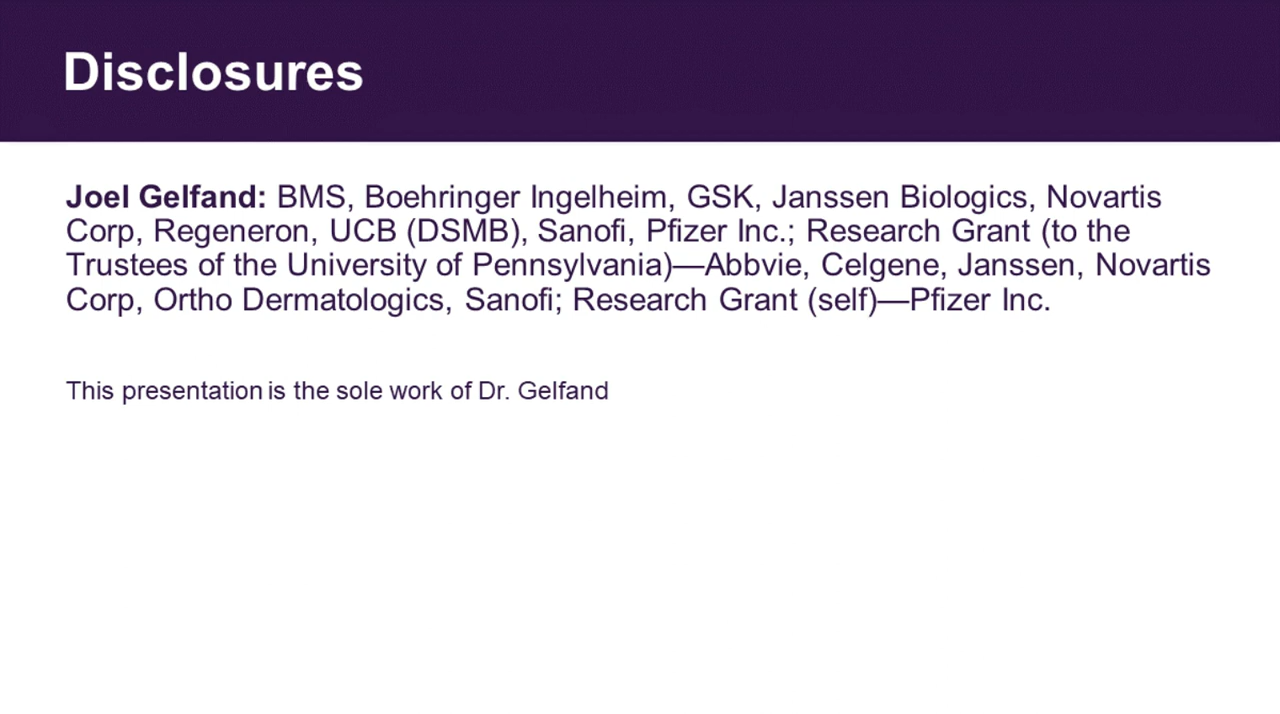 Disclosures
Joel Gelfand: BMS, Boehringer Ingelheim, GSK, Janssen Biologics, Novartis
Corp, Regeneron, UCB (DSMB), Sanofi, Pfizer Inc.; Research Grant (to the
Trustees of the University of Pennsylvania)—Abbvie, Celgene, Janssen, Novartis
Corp, Ortho Dermatologics, Sanofi; Research Grant (self)—Pfizer Inc.
This presentation is the sole work of Dr. Gelfand